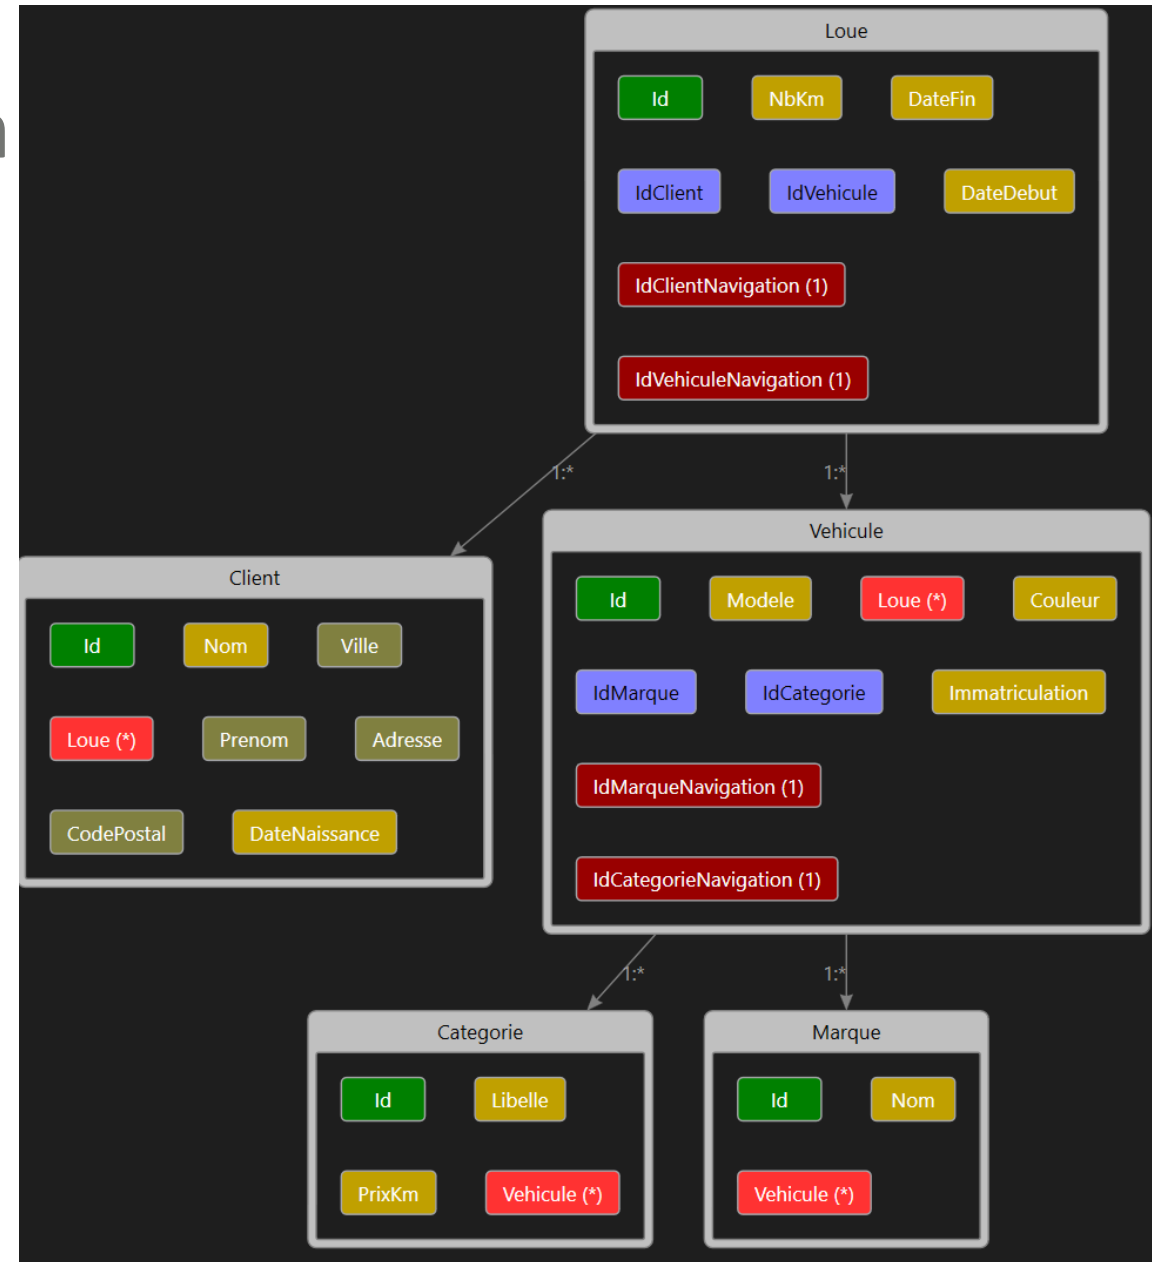 Loue
Id NbKm DateFin
IdClient IdVehicule DateDebut
IdClientNavigation (1)
IdVehiculeNavigation (1)
1:* 1:*
Client
Id Nom Ville
Loue (*) Prenom Adresse
CodePostal DateNaissance
Vehicule
Id Modele Loue (*) Couleur
IdMarque IdCategorie Immatriculation
IdMarqueNavigation (1)
IdCategorieNavigation (1)
1:* 1:*
Categorie
Id Libelle
PrixKm Vehicule (*)
Marque
Id Nom
Vehicule (*)